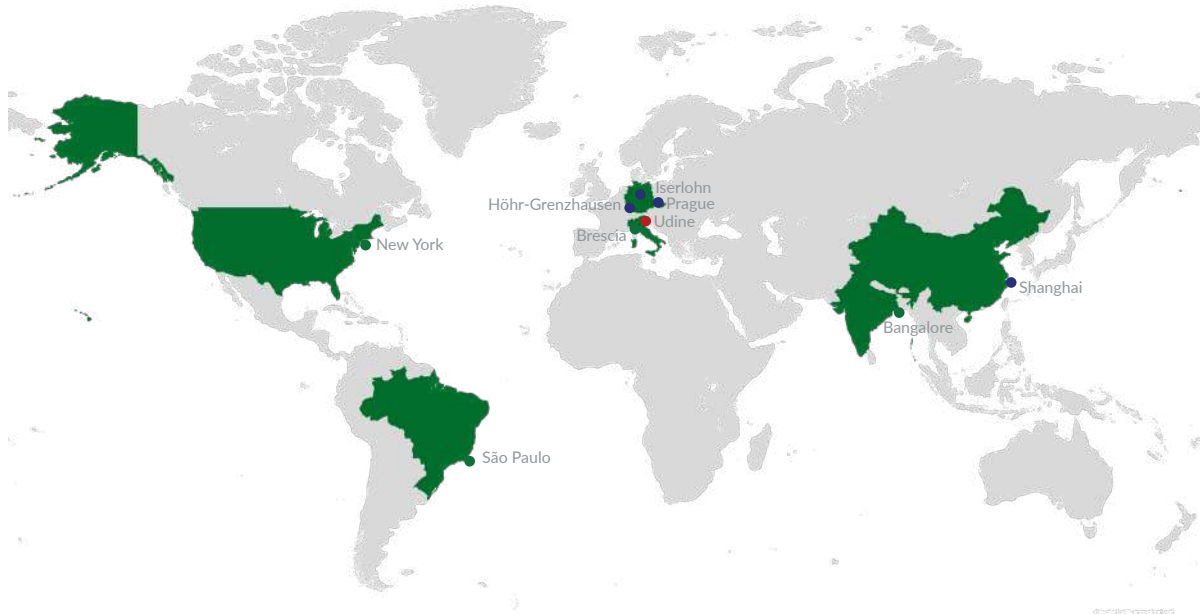 Iserlohn
Höhr-Grenzhausen
Prague
Udine
Brescia
New York
Shanghai
Bangalore
São Paulo